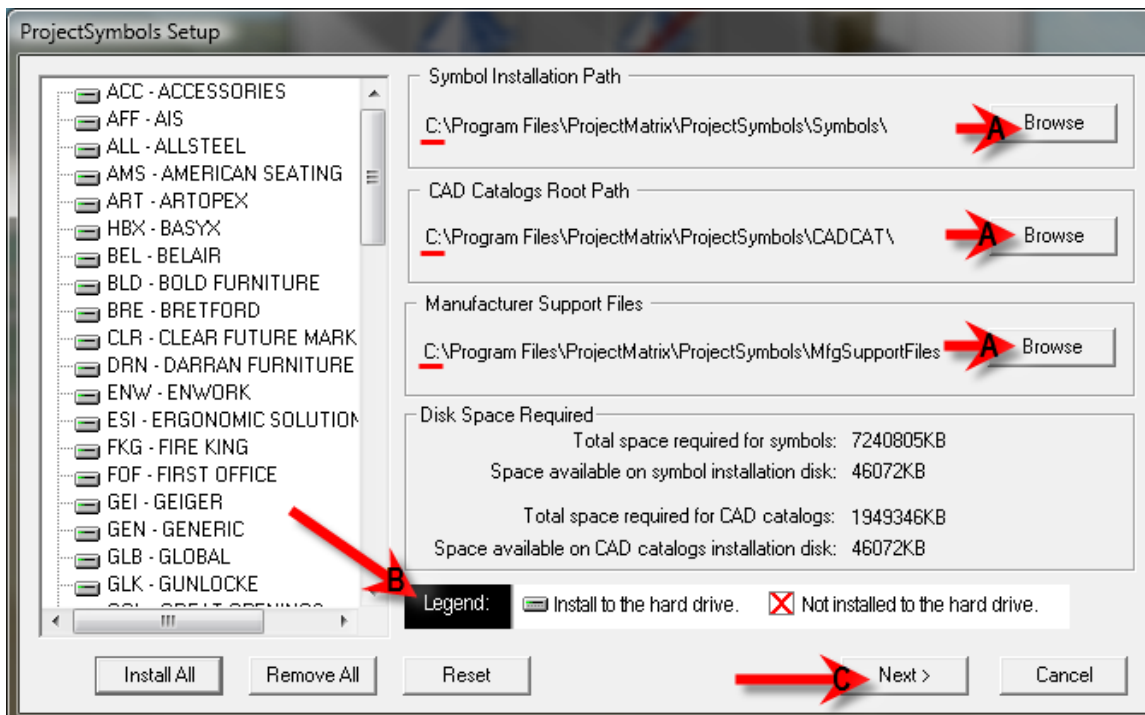 ProjectSymbols Setup
ACC - ACCESSORIES
AFF - AIS
ALL - ALLSTEEL
AMS - AMERICAN SEATING
ART - ARTOPEX
HBX - BASYX
BEL - BELAIR
BLD - BOLD FURNITURE
BRE - BRETFORD
CLR - CLEAR FUTURE MARK
DRN - DARRAN FURNITURE
ENW - ENWORK
ESI - ERGONOMIC SOLUTION
FKG - FIRE KING
FOF - FIRST OFFICE
GEI - GEIGER
GEN - GENERIC
GLB - GLOBAL
GLK - GUNLOCKE
Symbol Installation Path
C:\Program Files\ProjectMatrix\ProjectSymbols\Symbols\
A Browse
CAD Catalogs Root Path
C:\Program Files\ProjectMatrix\ProjectSymbols\CADCAT\
A Browse
Manufacturer Support Files
C:\Program Files\ProjectMatrix\ProjectSymbols\MfgSupportFiles
A Browse
Disk Space Required
Total space required for symbols: 7240805KB
Space available on symbol installation disk: 46072KB
Total space required for CAD catalogs: 1949346KB
Space available on CAD catalogs installation disk: 46072KB
B
Legend: Install to the hard drive. Not installed to the hard drive.
Install All Remove All Reset C Next > Cancel